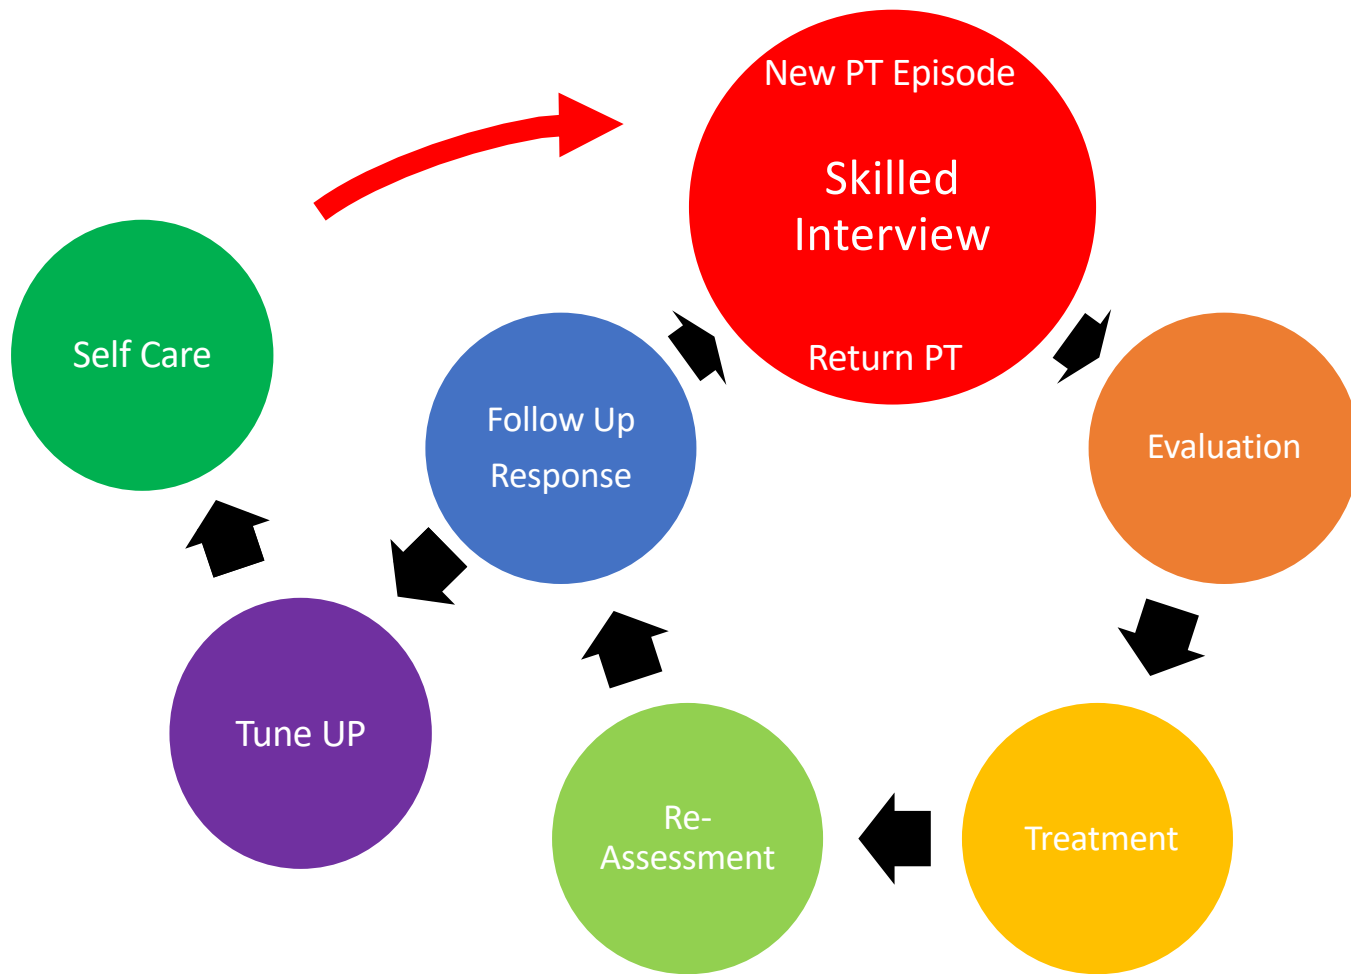 New PT Episode
Skilled
Interview
Return PT
Evaluation
Treatment
Re-
Assessment
Follow Up
Response
Tune UP
Self Care